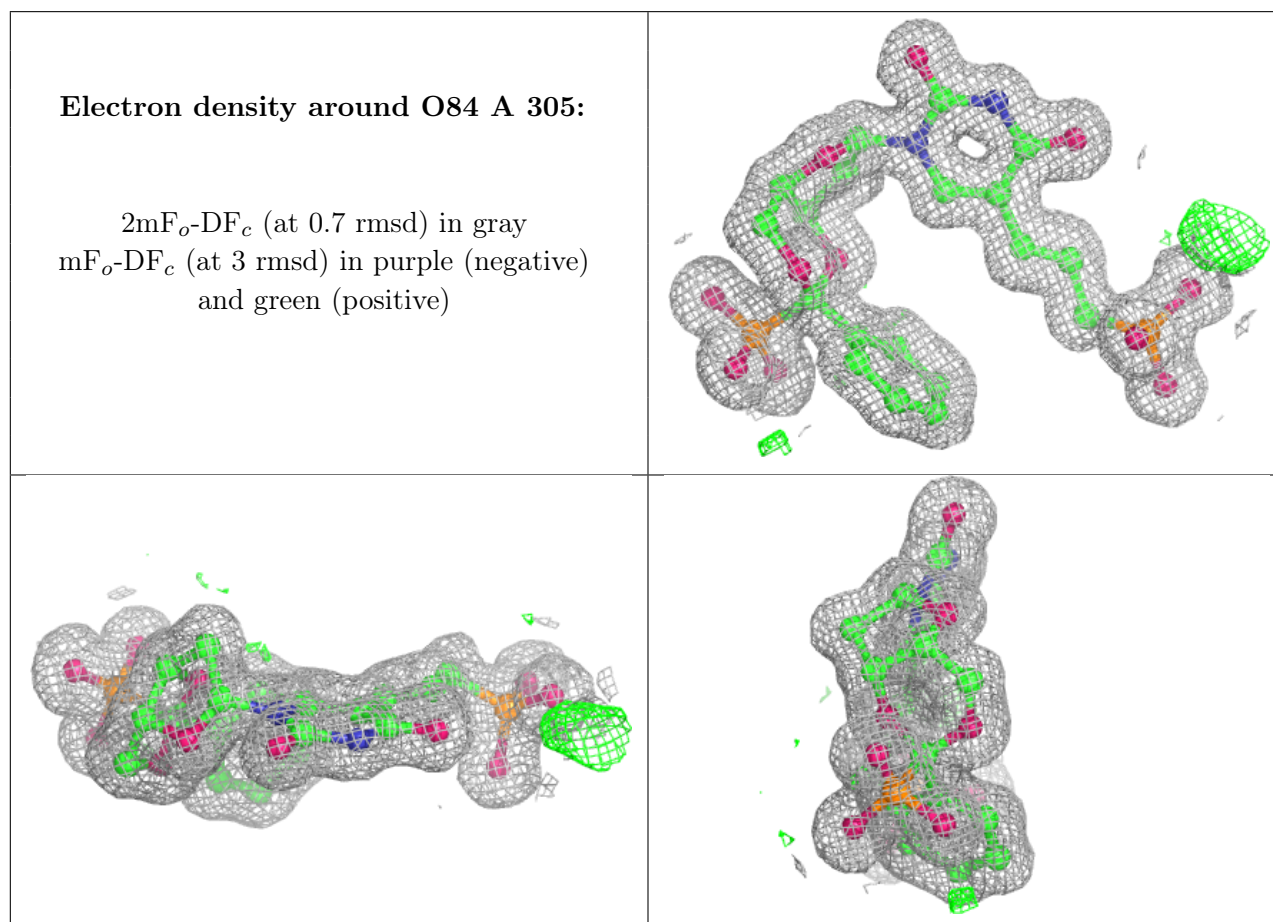 Electron density around O84 A 305:
2mFo-DFc (at 0.7 rmsd) in gray
mFo-DFc (at 3 rmsd) in purple (negative)
and green (positive)